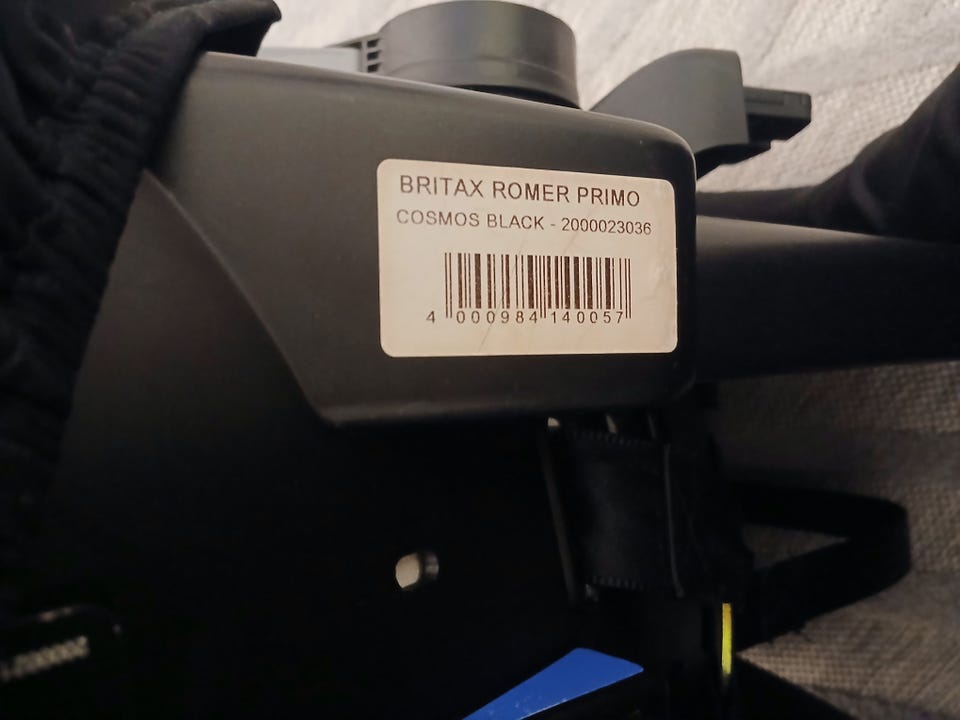 BRITAX ROMER PRIMO
COSMOS BLACK - 2000023036
4 000984 140057